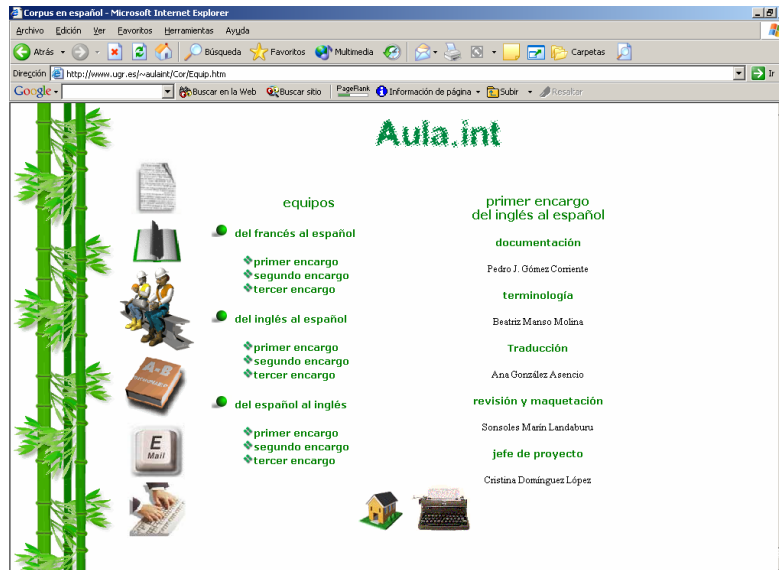 Corpus en español - Microsoft Internet Explorer
Archivo Edición Ver Favoritos Herramientas Ayuda
Atrás Búsqueda Favoritos Multimedia Carpetas
Dirección http://www.ugr.es/~aulaint/Cor/Equip.htm Ir
Google Buscar en la Web Buscar sitio PageRank Información de página Subir Resaltar
Aula.int
equipos
del francés al español
primer encargo
segundo encargo
tercer encargo
del inglés al español
primer encargo
segundo encargo
tercer encargo
del español al inglés
primer encargo
segundo encargo
tercer encargo
primer encargo
del inglés al español
documentación
Pedro J. Gómez Corriente
terminología
Beatriz Manso Molina
Traducción
Ana González Asencio
revisión y maquetación
Sonsoles Marín Landaburu
jefe de proyecto
Cristina Domínguez López
A×B
E
Mail